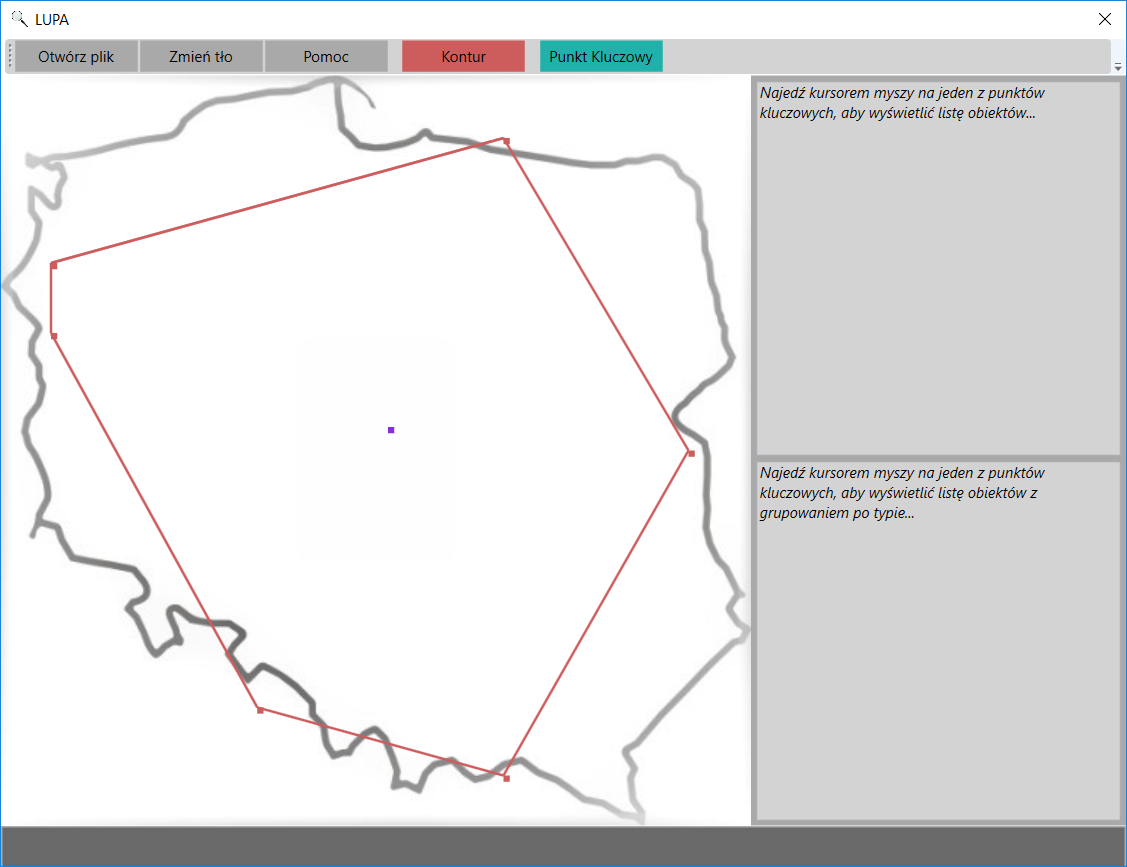 LUPA
Otwórz plik
Zmień tło
Pomoc
Kontur
Punkt Kluczowy
Najedź kursorem myszy na jeden z punktów
kluczowych, aby wyświetlić listę obiektów...
Najedź kursorem myszy na jeden z punktów
kluczowych, aby wyświetlić listę obiektów z
grupowaniem po typie...